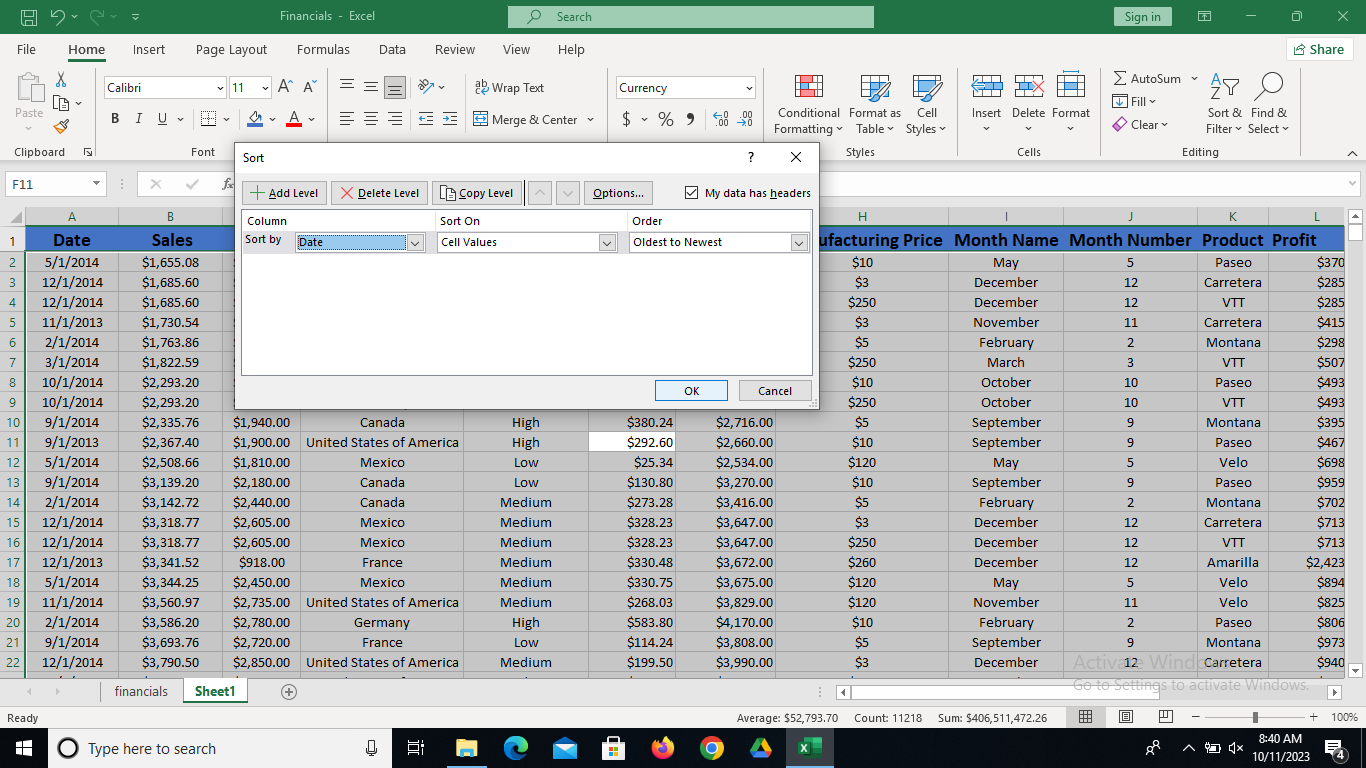 Financials - Excel
Search
Sign in
File Home Insert Page Layout Formulas Data Review View Help
Share
Paste
Clipboard
Calibri 11
B I U A
Font
ab Wrap Text
Merge & Center
Currency
$ % ,
Conditional Formatting
Format as Table
Cell Styles
Styles
Insert Delete Format
Cells
AutoSum
Fill
Clear
Sort & Filter
Find & Select
Editing
F11
fx
Sort ?
Add Level Delete Level Copy Level Options... My data has headers
Column Sort On Order
Sort by Date Cell Values Oldest to Newest
OK Cancel
A B H I J K L
1 Date Sales ufacturing Price Month Name Month Number Product Profit
2 5/1/2014 $1,655.08 $10 May 5 Paseo $370
3 12/1/2014 $1,685.60 $3 December 12 Carretera $285
4 12/1/2014 $1,685.60 $250 December 12 VTT $285
5 11/1/2013 $1,730.54 $3 November 11 Carretera $415
6 2/1/2014 $1,763.86 $5 February 2 Montana $298
7 3/1/2014 $1,822.59 $250 March 3 VTT $507
8 10/1/2014 $2,293.20 $10 October 10 Paseo $493
9 10/1/2014 $2,293.20 $250 October 10 VTT $493
10 9/1/2014 $2,335.76 $1,940.00 Canada High $380.24 $2,716.00 $5 September 9 Montana $395
11 9/1/2013 $2,367.40 $1,900.00 United States of America High $292.60 $2,660.00 $10 September 9 Paseo $467
12 5/1/2014 $2,508.66 $1,810.00 Mexico Low $25.34 $2,534.00 $120 May 5 Velo $698
13 9/1/2014 $3,139.20 $2,180.00 Canada Low $130.80 $3,270.00 $10 September 9 Paseo $959
14 2/1/2014 $3,142.72 $2,440.00 Canada Medium $273.28 $3,416.00 $5 February 2 Montana $702
15 12/1/2014 $3,318.77 $2,605.00 Mexico Medium $328.23 $3,647.00 $3 December 12 Carretera $713
16 12/1/2014 $3,318.77 $2,605.00 Mexico Medium $328.23 $3,647.00 $250 December 12 VTT $713
17 12/1/2013 $3,341.52 $918.00 France Medium $330.48 $3,672.00 $260 December 12 Amarilla $2,423
18 5/1/2014 $3,344.25 $2,450.00 Mexico Medium $330.75 $3,675.00 $120 May 5 Velo $894
19 11/1/2014 $3,560.97 $2,735.00 United States of America Medium $268.03 $3,829.00 $120 November 11 Velo $825
20 2/1/2014 $3,586.20 $2,780.00 Germany High $583.80 $4,170.00 $10 February 2 Paseo $806
21 9/1/2014 $3,693.76 $2,720.00 France Low $114.24 $3,808.00 $5 September 9 Montana $973
22 12/1/2014 $3,790.50 $2,850.00 United States of America Medium $199.50 $3,990.00 $3 December 12 Carretera $940
Activate Windows
Go to Settings to activate Windows.
financials Sheet1
Ready Average: $52,793.70 Count: 11218 Sum: $406,511,472.26 100%
Type here to search
8:40 AM
10/11/2023
4